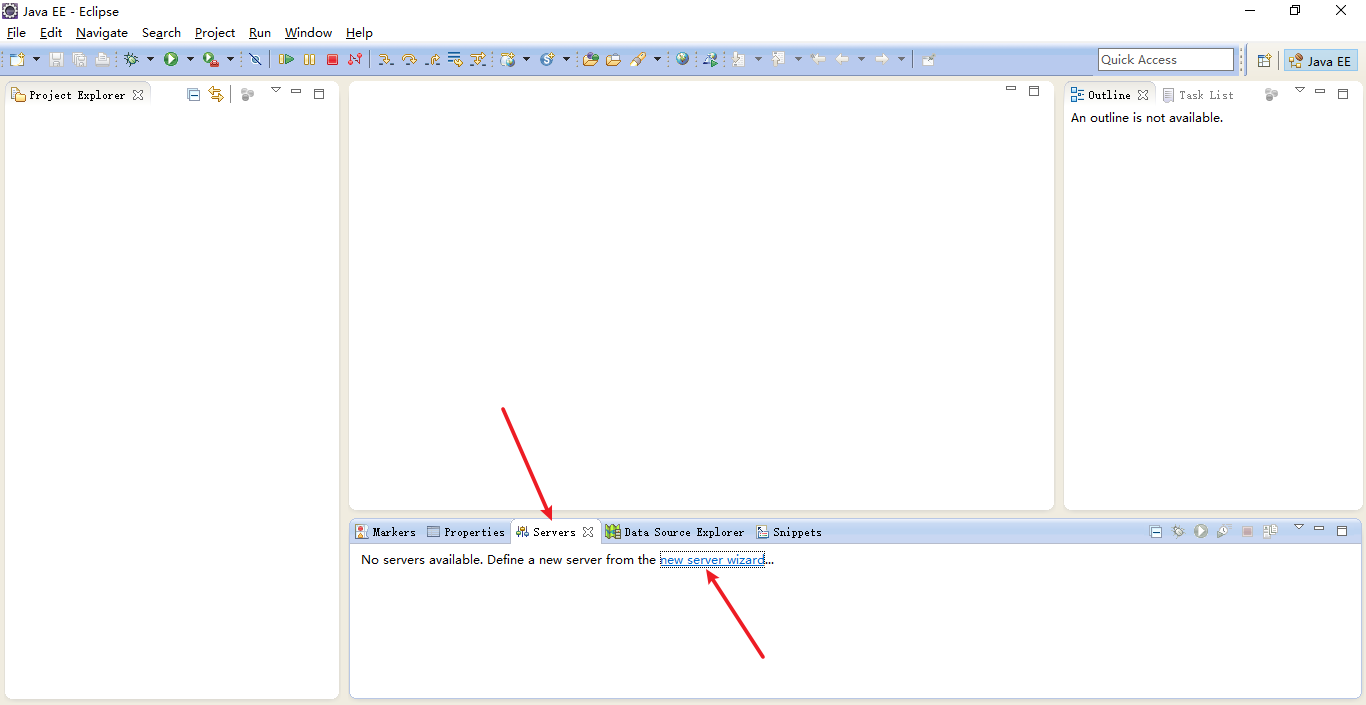 Java EE - Eclipse
File Edit Navigate Search Project Run Window Help
Quick Access
Java EE
Project Explorer
Outline Task List
An outline is not available.
Markers Properties Servers Data Source Explorer Snippets
No servers available. Define a new server from the new server wizard...